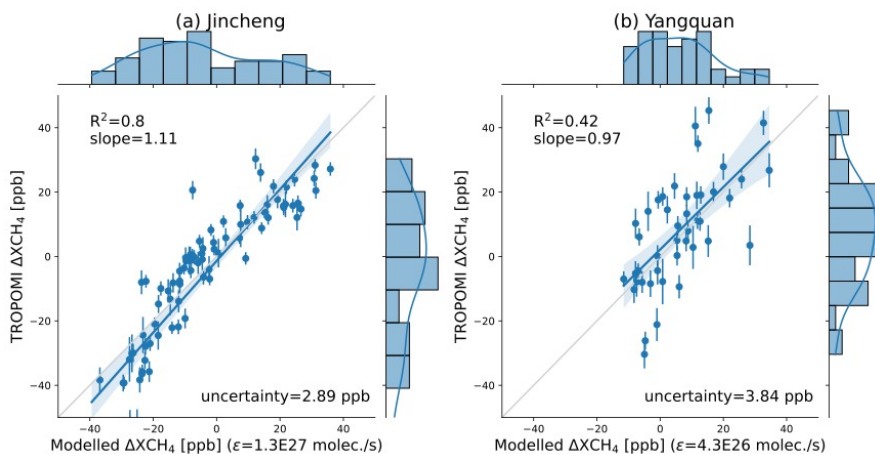 (a) Jincheng
R²=0.8
slope=1.11
uncertainty=2.89 ppb
TROPOMI ΔXCH₄ [ppb]
40
20
0
−20
−40
−40 −20 0 20 40
Modelled ΔXCH₄ [ppb] (ε=1.3E27 molec./s)
(b) Yangquan
R²=0.42
slope=0.97
uncertainty=3.84 ppb
TROPOMI ΔXCH₄ [ppb]
40
20
0
−20
−40
−40 −20 0 20 40
Modelled ΔXCH₄ [ppb] (ε=4.3E26 molec./s)